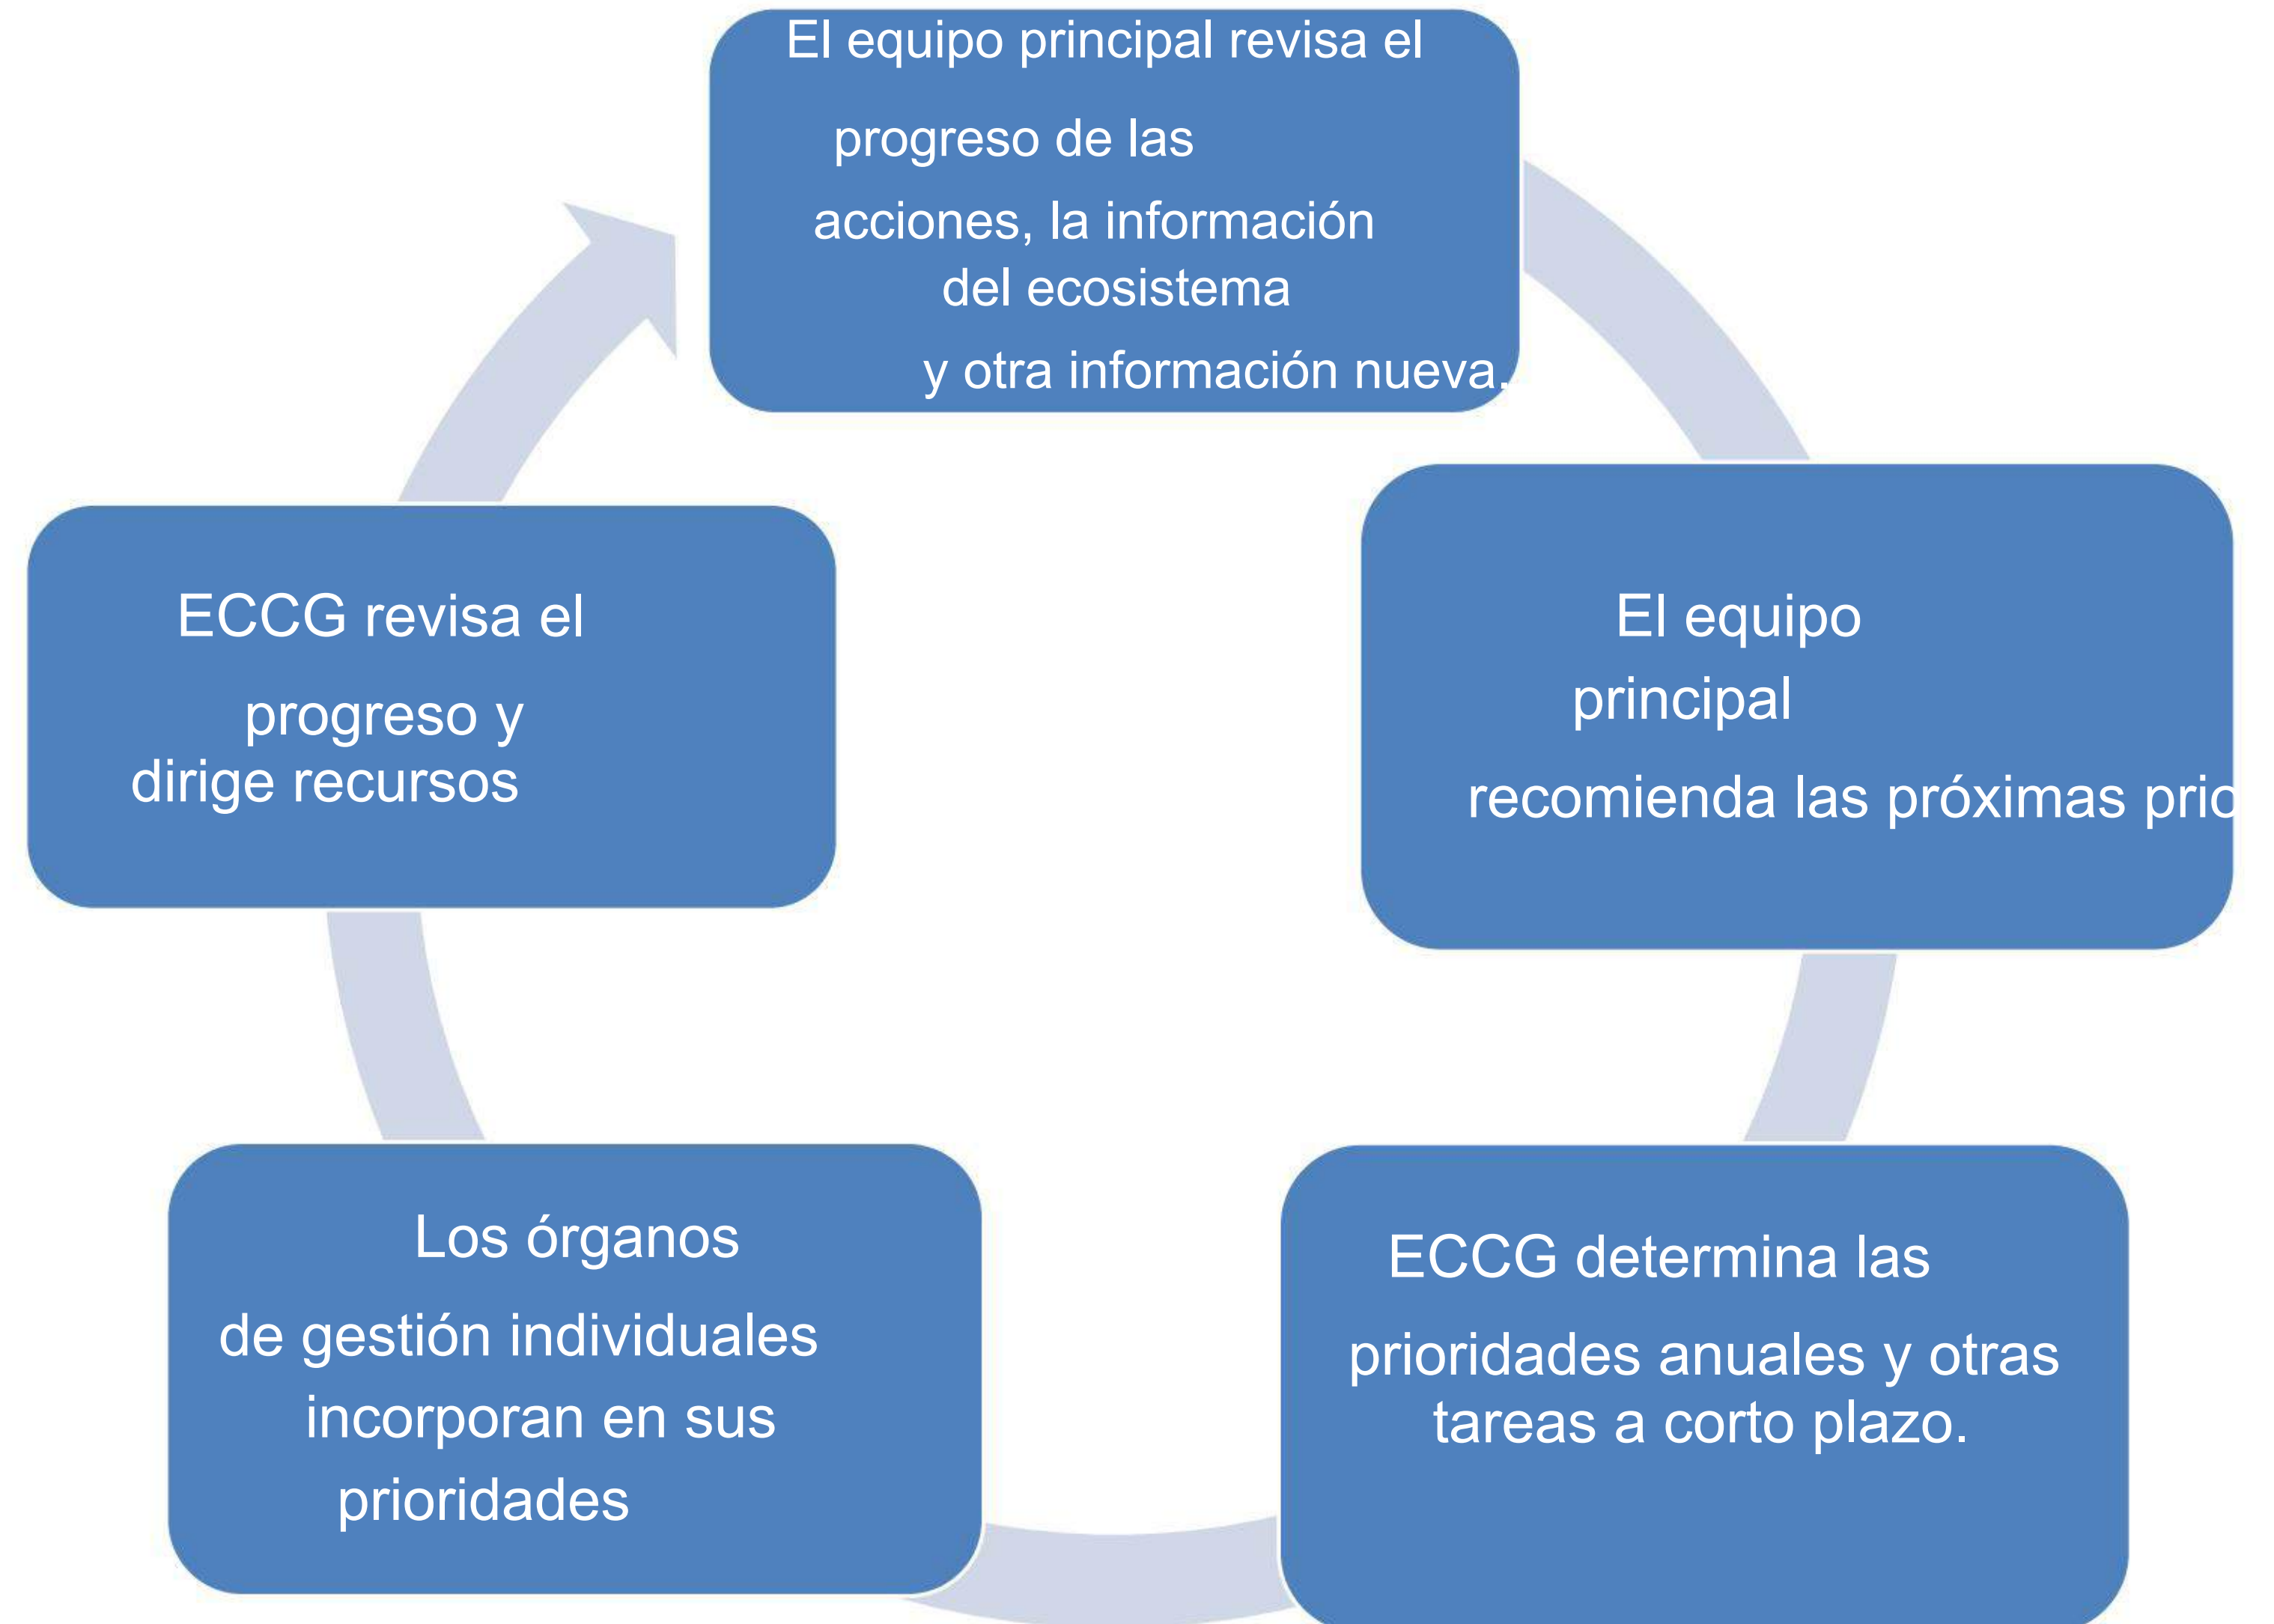 El equipo principal revisa el
progreso de las
acciones, la información
del ecosistema
y otra información nueva.
El equipo
principal
recomienda las próximas
ECCG determina las
prioridades anuales y otras
tareas a corto plazo.
Los órganos
de gestión individuales
incorporan en sus
prioridades
ECCG revisa el
progreso y
dirige recursos